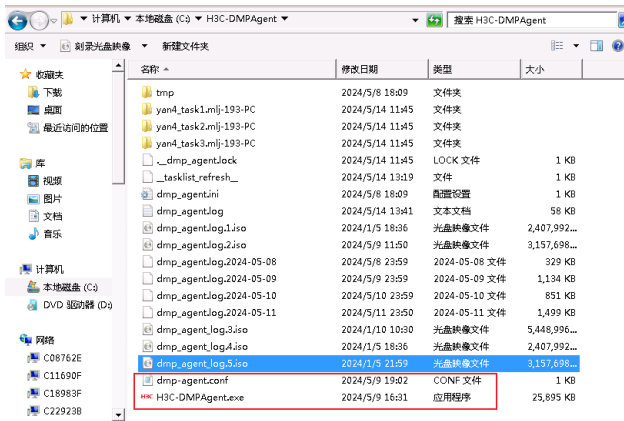 计算机 ▼ 本地磁盘 (C:) ▼ H3C-DMPAgent ▼ 搜索 H3C-DMPAgent
组织 ▼ 刻录光盘映像 ▼ 新建文件夹
收藏夹
下载
桌面
最近访问的位置
库
视频
图片
文档
音乐
计算机
本地磁盘 (C:)
DVD 驱动器 (D:)
网络
C08762E
C11690F
C18983F
C22923B
名称 修改日期 类型 大小
tmp 2024/5/8 18:09 文件夹
yan4_task1.mlj-193-PC 2024/5/14 11:45 文件夹
yan4_task2.mlj-193-PC 2024/5/14 11:45 文件夹
yan4_task3.mlj-193-PC 2024/5/14 11:45 文件夹
._dmp_agent.lock 2024/5/14 11:45 LOCK 文件 1 KB
__tasklist_refresh__ 2024/5/14 13:19 文件 1 KB
dmp_agent.ini 2024/5/8 18:09 配置设置 1 KB
dmp_agent.log 2024/5/14 13:41 文本文档 58 KB
dmp_agent.log.1.iso 2024/1/5 18:36 光盘映像文件 2,407,992...
dmp_agent.log.2.iso 2024/5/9 11:50 光盘映像文件 3,157,698...
dmp_agent.log.2024-05-08 2024/5/8 23:59 2024-05-08 文件 329 KB
dmp_agent.log.2024-05-09 2024/5/9 23:59 2024-05-09 文件 1,134 KB
dmp_agent.log.2024-05-10 2024/5/10 23:59 2024-05-10 文件 851 KB
dmp_agent.log.2024-05-11 2024/5/11 23:50 2024-05-11 文件 1,499 KB
dmp_agent_log.3.iso 2024/1/10 10:30 光盘映像文件 5,448,996...
dmp_agent_log.4.iso 2024/1/5 18:36 光盘映像文件 2,407,992...
dmp_agent_log.5.iso 2024/1/5 21:59 光盘映像文件 3,157,698...
dmp-agent.conf 2024/5/9 19:02 CONF 文件 1 KB
H3C H3C-DMPAgent.exe 2024/5/9 16:31 应用程序 25,895 KB